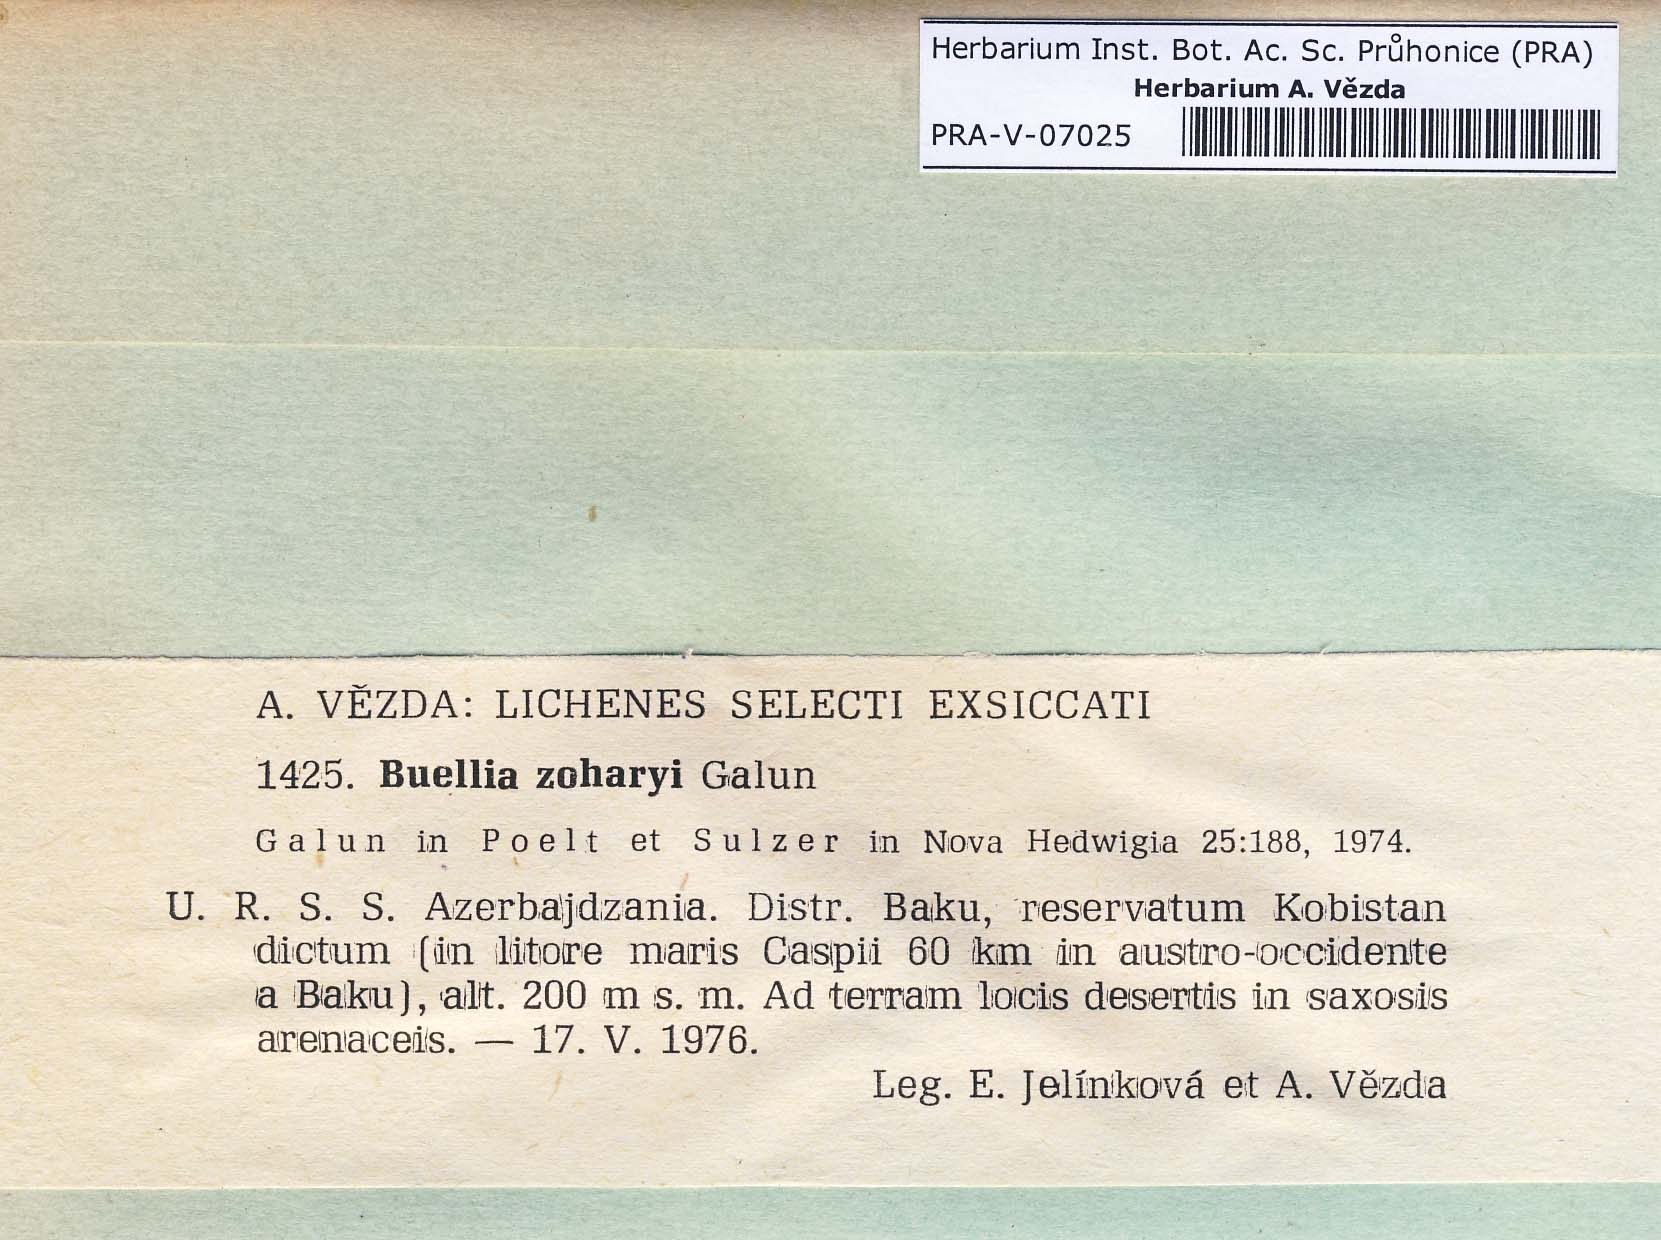 Herbarium Inst. Bot. Ac. Sc. Průhonice (PRA)
Herbarium A. Vězda
PRA-V-07025
A. VĚZDA: LICHENES SELECTI EXSICCATI
1425. Buellia zoharyi Galun
Galun in Poelt et Sulzer in Nova Hedwigia 25:188, 1974.
U. R. S. S. Azerbajdzania. Distr. Baku, reservatum Kobistan
dictum (in litore maris Caspii 60 km in austro-occidente
a Baku), alt. 200 m s. m. Ad terram locis desertis in saxosis
arenaceis. — 17. V. 1976.
Leg. E. Jelínková et A. Vězda